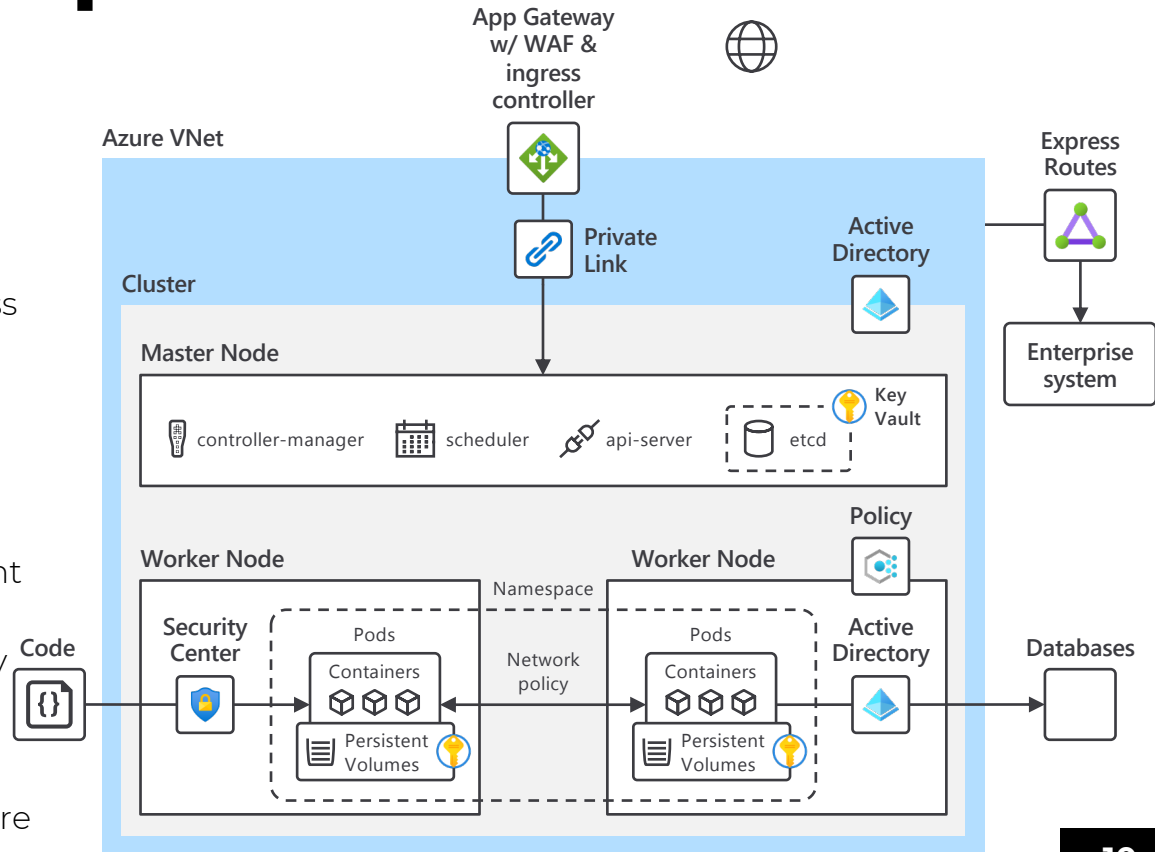 App Gateway
w/ WAF &
ingress
controller
Azure VNet
Express
Routes
Active
Directory
Private
Link
Cluster
Enterprise
system
Master Node
Key
Vault
controller-manager
scheduler
api-server
etcd
Policy
Worker Node
Worker Node
Namespace
Security
Center
Pods
Pods
Active
Directory
Code
Databases
Containers
Network
policy
Containers
{}
Persistent
Volumes
Persistent
Volumes